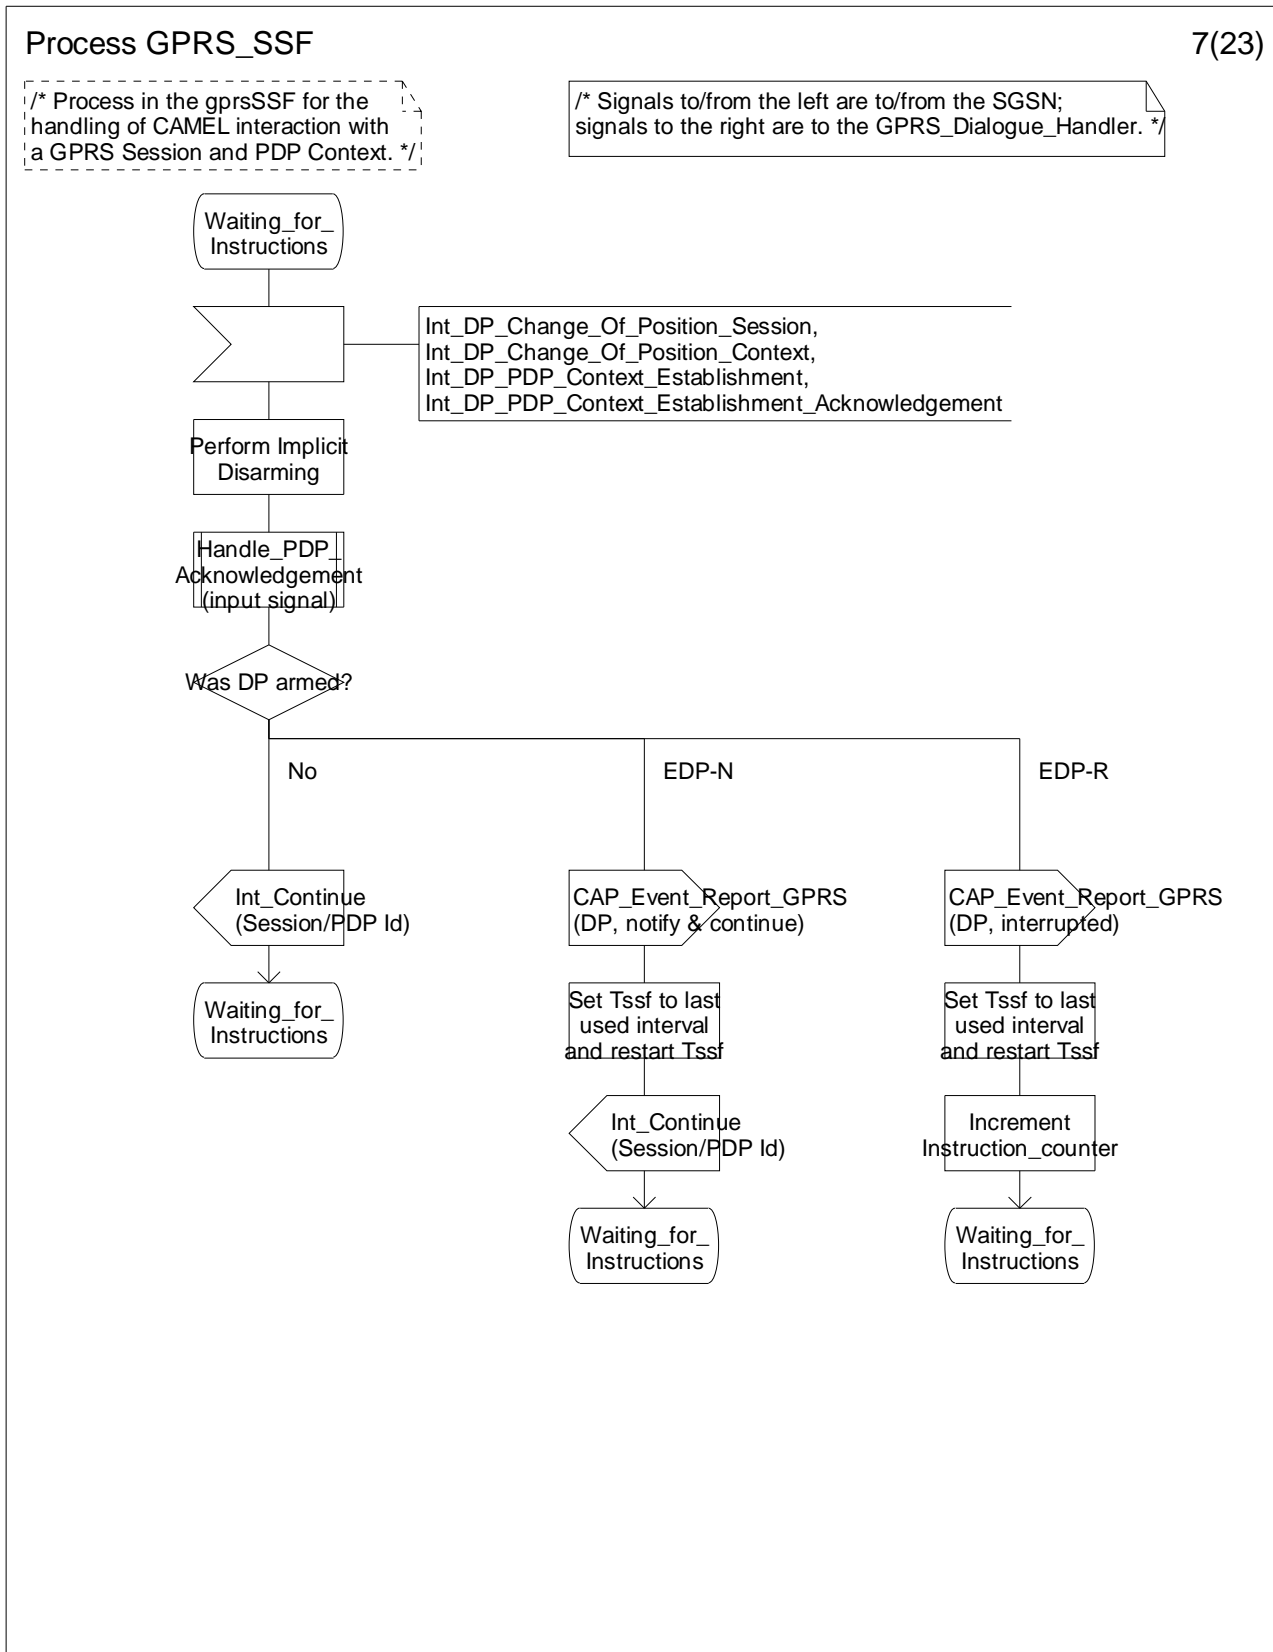 Process GPRS_SSF
7(23)
/* Process in the gprsSSF for the
handling of CAMEL interaction with
a GPRS Session and PDP Context. */
/* Signals to/from the left are to/from the SGSN;
signals to the right are to the GPRS_Dialogue_Handler. */
Waiting_for_
Instructions
Int_DP_Change_Of_Position_Session,
Int_DP_Change_Of_Position_Context,
Int_DP_PDP_Context_Establishment,
Int_DP_PDP_Context_Establishment_Acknowledgement
Perform Implicit
Disarming
Handle_PDP_
Acknowledgement
(input signal)
Was DP armed?
No
EDP-N
EDP-R
Int_Continue
(Session/PDP Id)
CAP_Event_Report_GPRS
(DP, notify & continue)
CAP_Event_Report_GPRS
(DP, interrupted)
Waiting_for_
Instructions
Set Tssf to last
used interval
and restart Tssf
Set Tssf to last
used interval
and restart Tssf
Int_Continue
(Session/PDP Id)
Increment
Instruction_counter
Waiting_for_
Instructions
Waiting_for_
Instructions